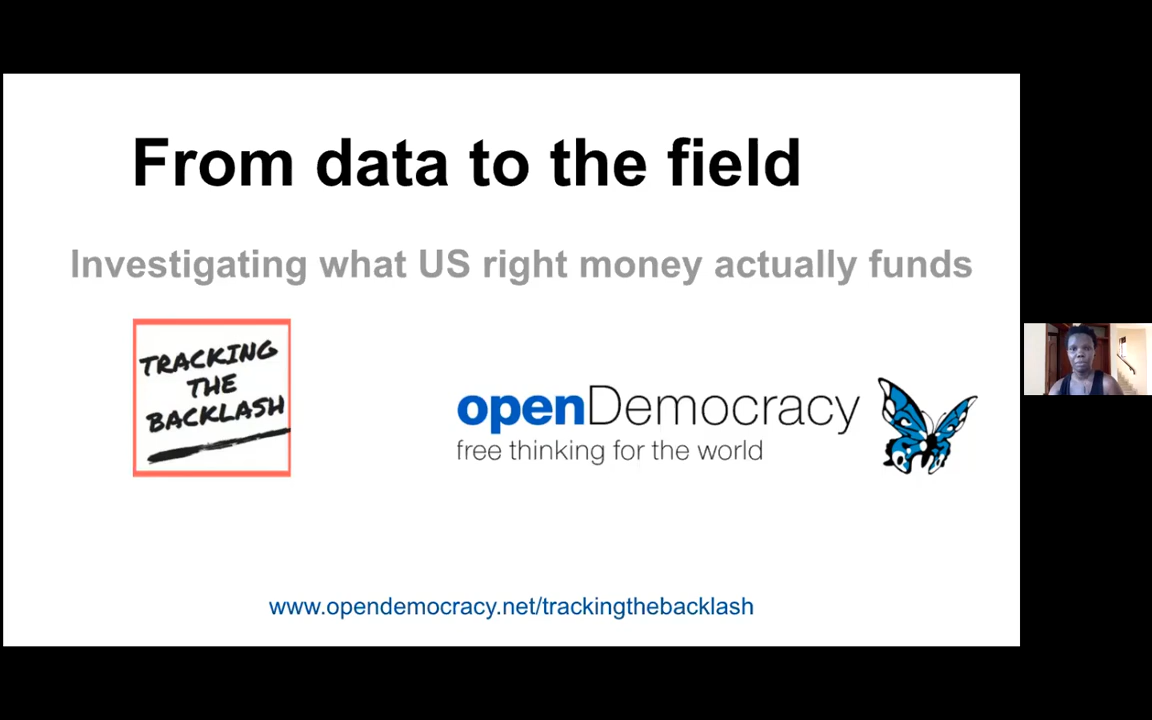 From data to the field
Investigating what US right money actually funds
TRACKING
THE
BACKLASH
openDemocracy
free thinking for the world
www.opendemocracy.net/trackingthebacklash